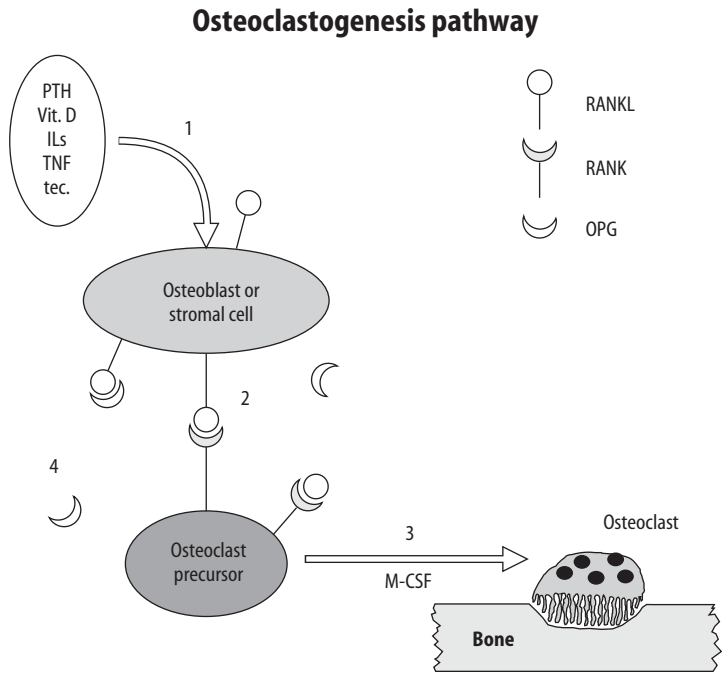 Osteoclastogenesis pathway
PTH
Vit. D
ILs
TNF
tec.
1
RANKL
RANK
OPG
Osteoblast or
stromal cell
2
4
Osteoclast
precursor
3
M-CSF
Osteoclast
Bone